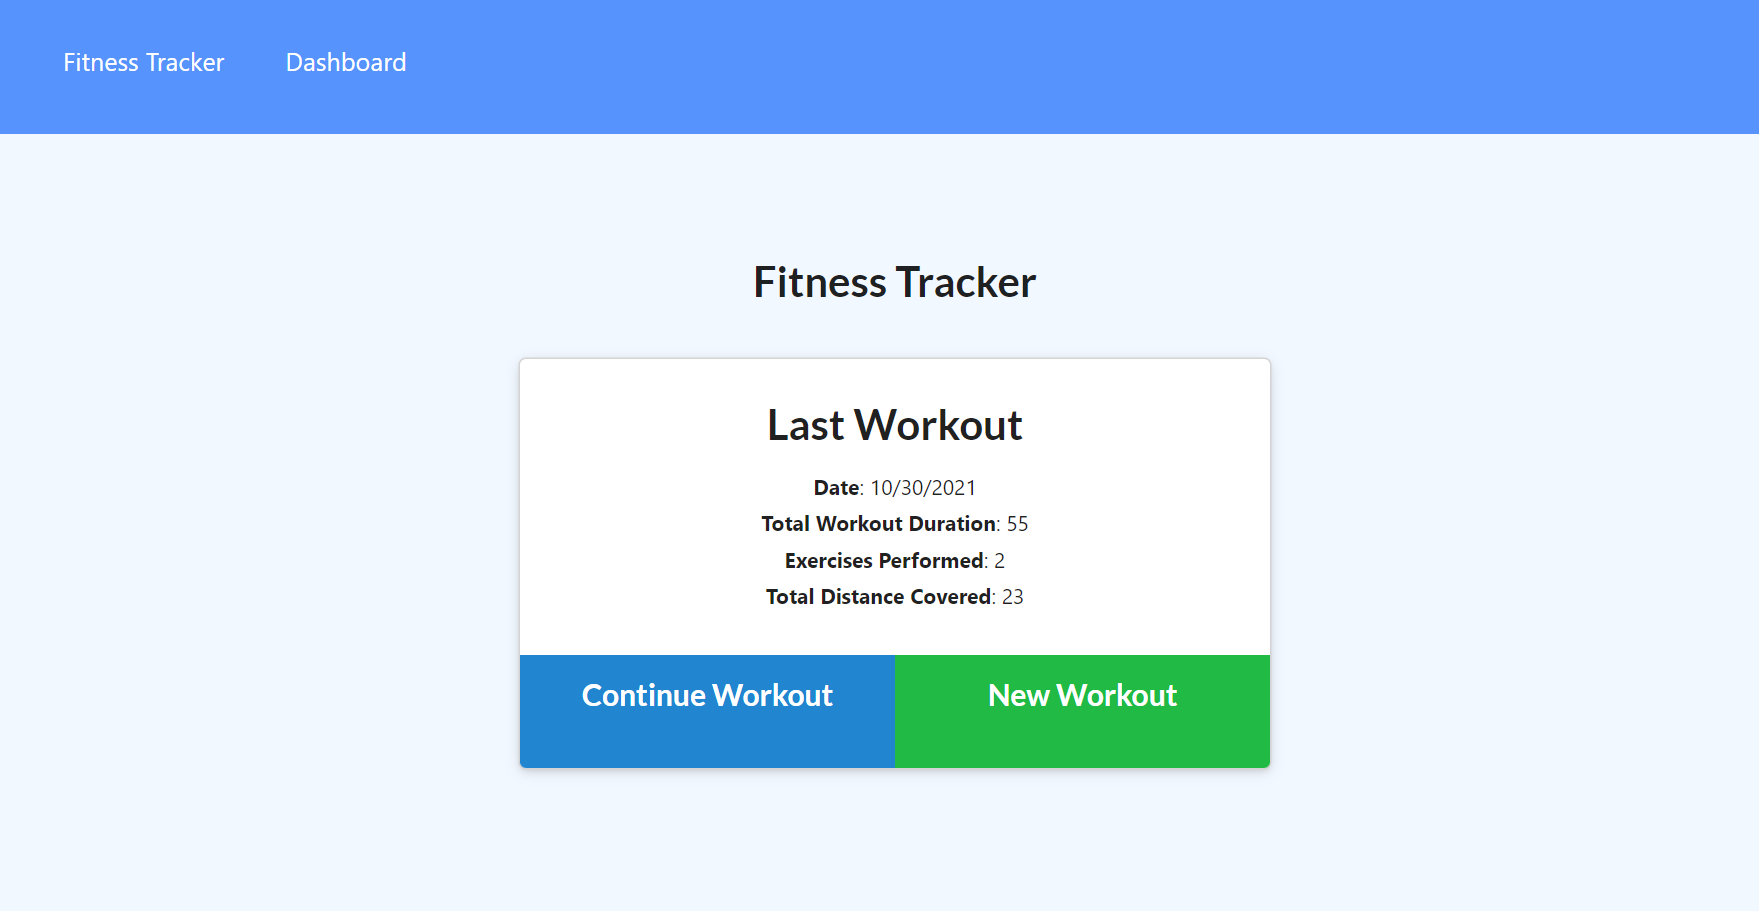 Fitness Tracker Dashboard
Fitness Tracker
Last Workout
Date: 10/30/2021
Total Workout Duration: 55
Exercises Performed: 2
Total Distance Covered: 23
Continue Workout New Workout